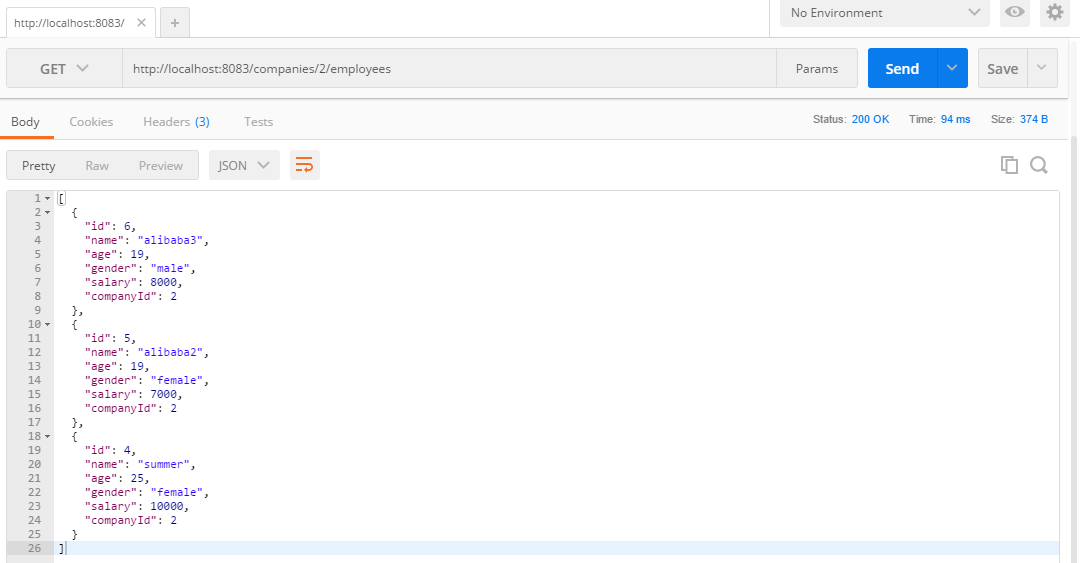 http://localhost:8083/ × +
No Environment
GET http://localhost:8083/companies/2/employees Params Send Save
Body Cookies Headers (3) Tests Status: 200 OK Time: 94 ms Size: 374 B
Pretty Raw Preview JSON
1 [
2 {
3 "id": 6,
4 "name": "alibaba3",
5 "age": 19,
6 "gender": "male",
7 "salary": 8000,
8 "companyId": 2
9 },
10 {
11 "id": 5,
12 "name": "alibaba2",
13 "age": 19,
14 "gender": "female",
15 "salary": 7000,
16 "companyId": 2
17 },
18 {
19 "id": 4,
20 "name": "summer",
21 "age": 25,
22 "gender": "female",
23 "salary": 10000,
24 "companyId": 2
25 }
26 ]